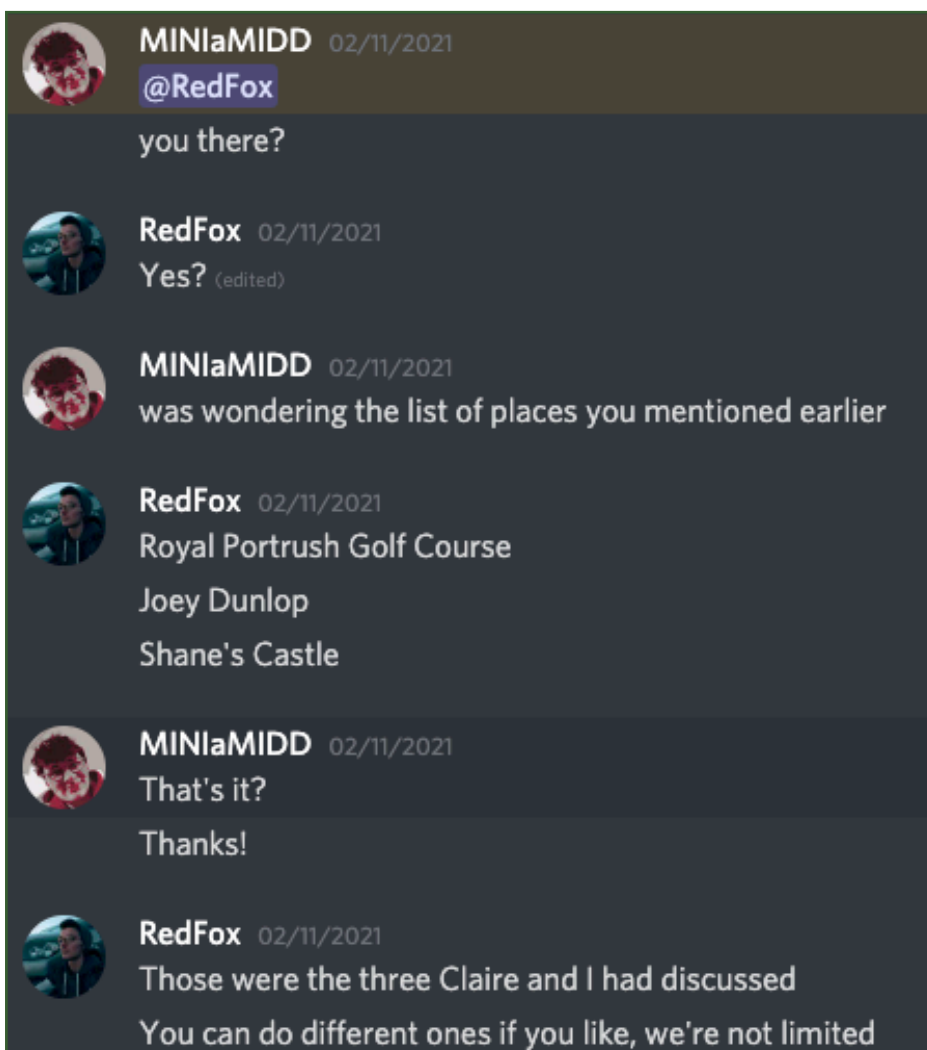 MINIaMIDD 02/11/2021
@RedFox
you there?
RedFox 02/11/2021
Yes? (edited)
MINIaMIDD 02/11/2021
was wondering the list of places you mentioned earlier
RedFox 02/11/2021
Royal Portrush Golf Course
Joey Dunlop
Shane's Castle
MINIaMIDD 02/11/2021
That's it?
Thanks!
RedFox 02/11/2021
Those were the three Claire and I had discussed
You can do different ones if you like, we're not limited